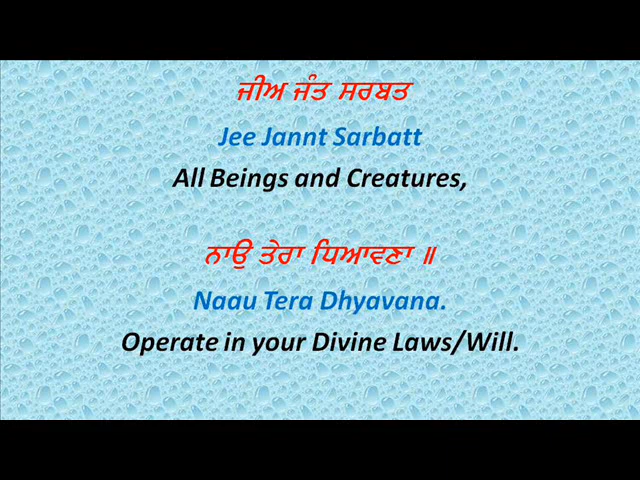 ਜੀਅ ਜੰਤ ਸਰਬਤ
Jee Jannt Sarbatt
All Beings and Creatures,
ਨਾਉ ਤੇਰਾ ਧਿਆਵਣਾ ॥
Naau Tera Dhyavana.
Operate in your Divine Laws/Will.